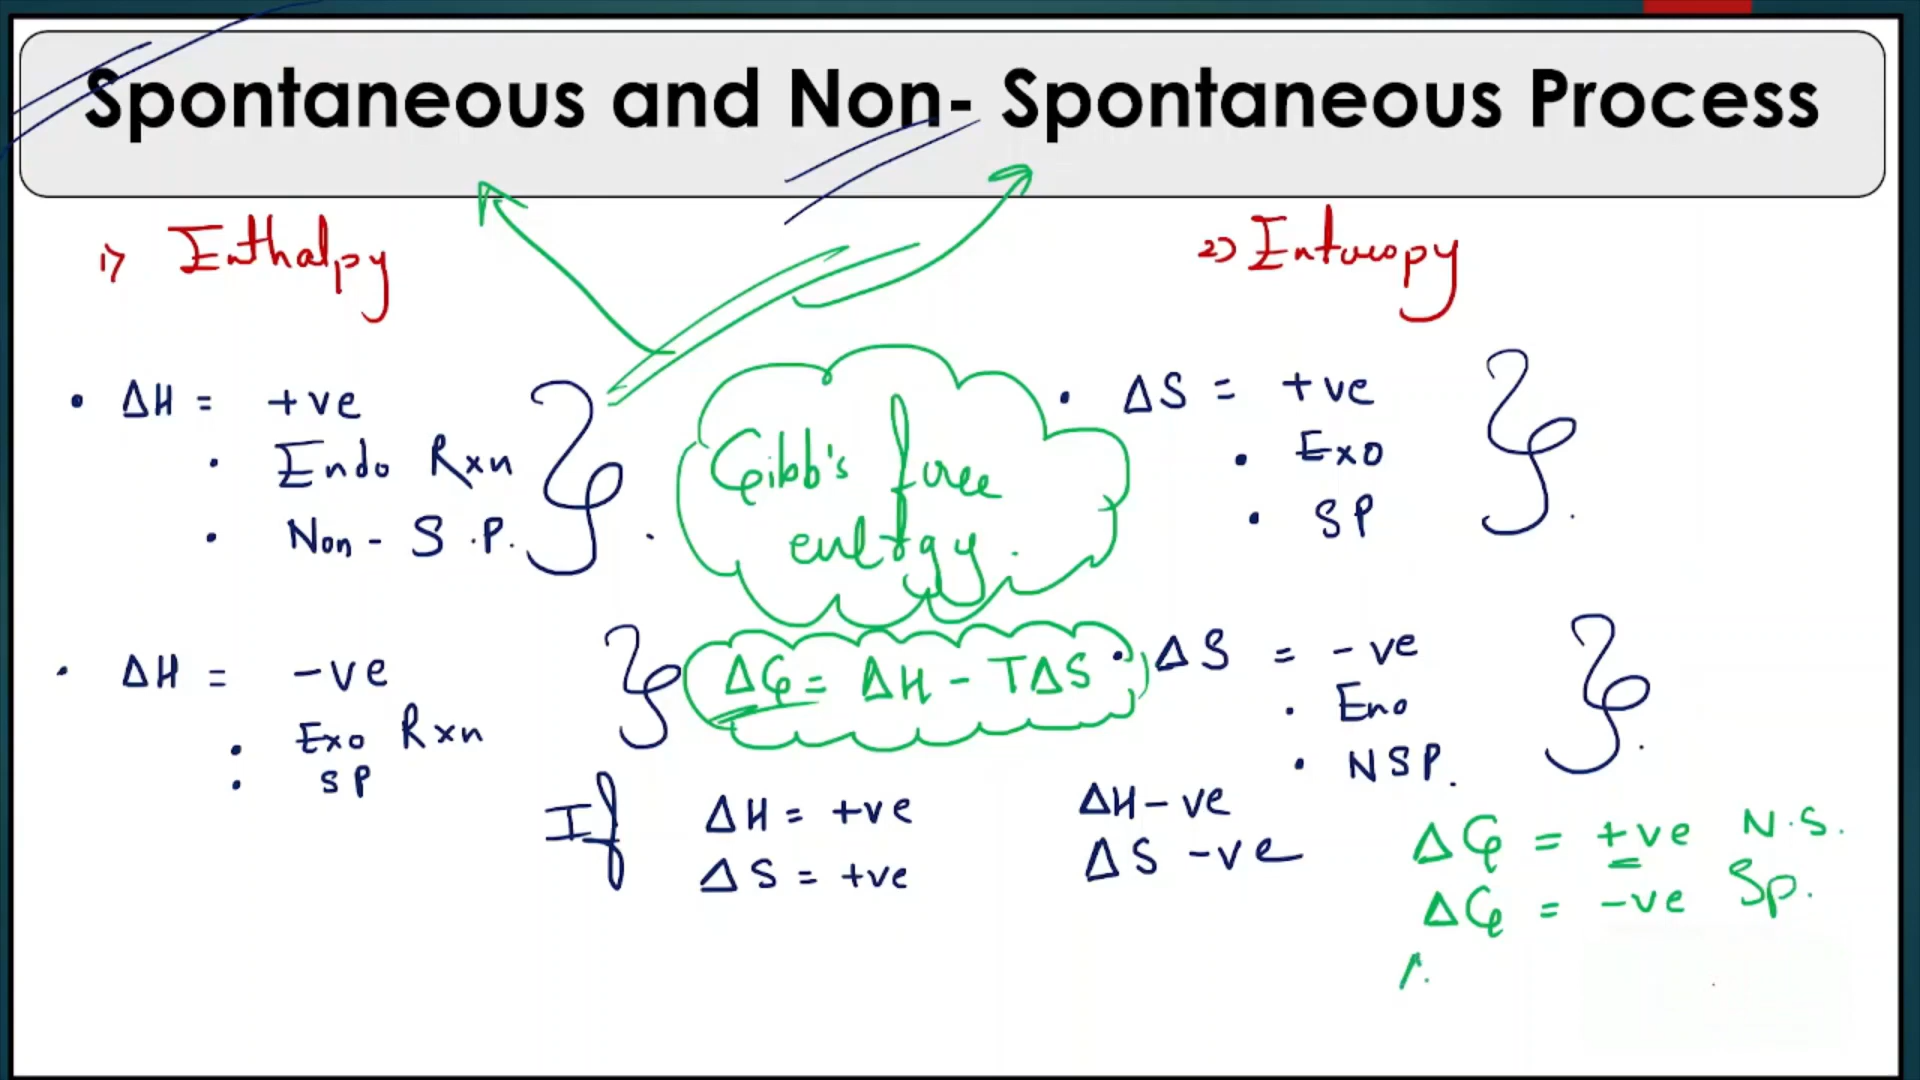 Spontaneous and Non- Spontaneous Process
1) Enthalpy
2) Entropy
• ΔH = +ve
• Endo Rxn
• Non - S.P.
Gibb's free
energy.
• ΔS = +ve
• Exo
• SP
• ΔH = -ve
• Exo Rxn
• SP
ΔG = ΔH - TΔS
• ΔS = -ve
• Eno
• NSP.
If ΔH = +ve
ΔS = +ve
ΔH -ve
ΔS -ve
ΔG = +ve N.S.
ΔG = -ve Sp.